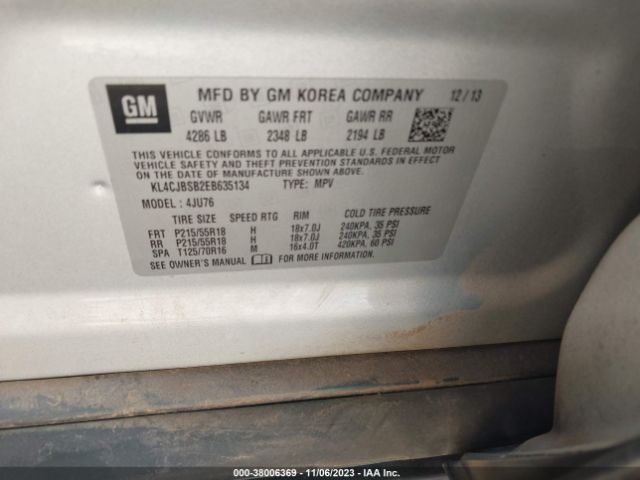 GM
MFD BY GM KOREA COMPANY 12/13
GVWR GAWR FRT GAWR RR
4286 LB 2348 LB 2194 LB
THIS VEHICLE CONFORMS TO ALL APPLICABLE U.S. FEDERAL MOTOR
VEHICLE SAFETY AND THEFT PREVENTION STANDARDS IN EFFECT
ON THE DATE OF MANUFACTURE SHOWN ABOVE.
KL4CJBSB2EB635134 TYPE: MPV
MODEL: 4JU76
TIRE SIZE SPEED RTG RIM COLD TIRE PRESSURE
FRT P215/55R18 H 18x7.0J 240KPA, 35 PSI
RR P215/55R18 H 18x7.0J 240KPA, 35 PSI
SPA T125/70R16 M 16x4.0T 420KPA, 60 PSI
SEE OWNER'S MANUAL FOR MORE INFORMATION.
000-38006369 | 11/06/2023 | IAA Inc.